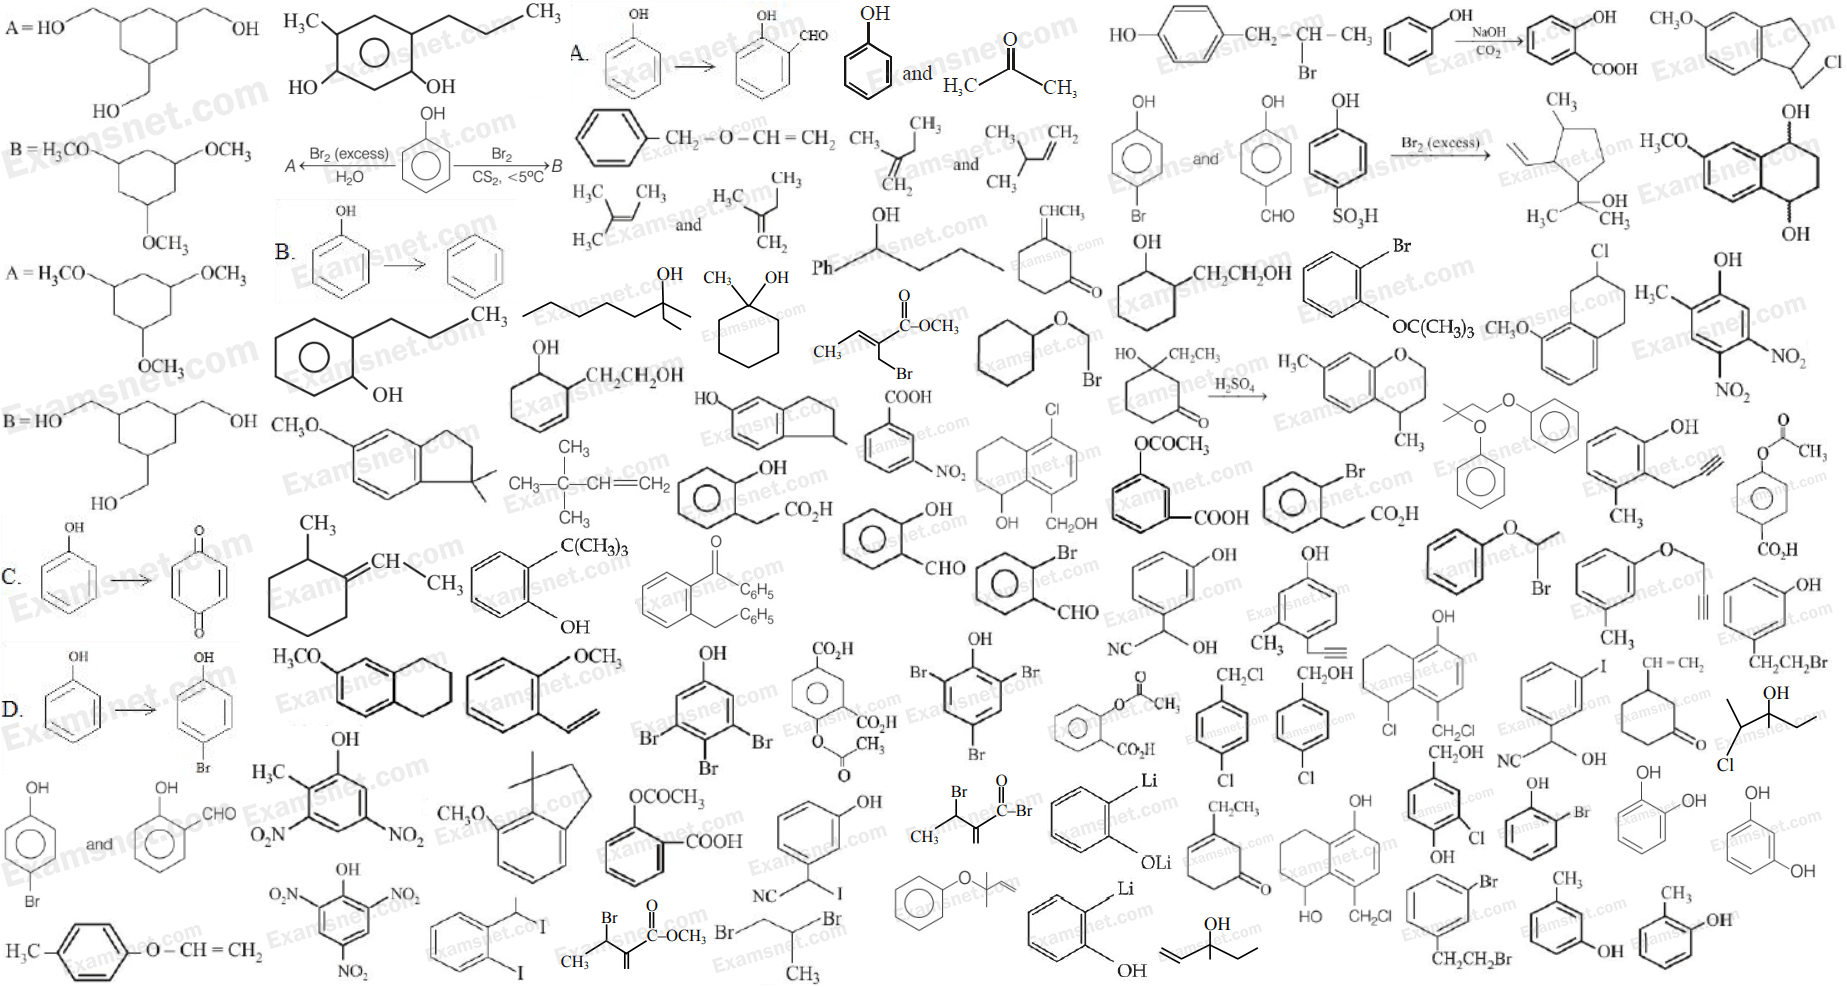 A = HO
OH
HO
H₃C
CH₃
HO
OH
A.
OH
OH
CHO
OH
and
O
H₃C
CH₃
HO
CH₂
CH
CH₃
Br
OH
NaOH
CO₂
OH
COOH
CH₃O
Cl
B = H₃CO
OCH₃
OCH₃
A
Br₂ (excess)
H₂O
OH
Br₂
CS₂, <5°C
B
CH₂ – O – CH = CH₂
CH₃
CH₃
CH₂
and
CH₃
CH₂
CH₃
OH
Br
and
OH
CHO
OH
SO₃H
Br₂ (excess)
CH₃
OH
H₃C
CH₃
OH
H₃CO
OH
B.
OH
H₃C
CH₃
H₃C
and
CH₃
H₃C
CH₂
OH
Ph
CHCH₃
O
OH
CH₂CH₂OH
Br
OC(CH₃)₃
Cl
CH₃O
OH
H₃C
NO₂
NO₂
A = H₃CO
OCH₃
OCH₃
CH₃
OH
OH
CH₃
OH
O
OCH₃
CH₃
Br
O
Br
HO
CH₂CH₃
O
H₂SO₄
H₃C
O
CH₃
B = HO
OH
HO
CH₃O
OH
CH₂CH₂OH
CH₃
CH₃
CH
CH₂
CH₃
HO
COOH
NO₂
OH
CO₂H
Cl
OH
CH₂OH
OCOCH₃
COOH
Br
CO₂H
O
O
OH
CH₃
O
O
CH₃
CO₂H
C.
OH
O
O
CH₃
CH
CH₃
C(CH₃)₃
OH
O
C₆H₅
C₆H₅
OH
CHO
Br
CHO
OH
CN
OH
OH
CH₃
O
Br
O
CH₃
OH
CH₂CH₂Br
D.
OH
OH
Br
H₃CO
OCH₃
OH
Br
Br
Br
CO₂H
CO₂H
O
CH₃
O
OH
Br
Br
Br
O
O
CH₃
CO₂H
CH₂Cl
Cl
CH₂OH
Cl
OH
Cl
CH₂Cl
I
NC
OH
CH = CH₂
O
OH
Cl
OH
Br
and
OH
CHO
OH
H₃C
O₂N
NO₂
CH₃O
OCOCH₃
COOH
OH
NC
I
Br
O
Br
CH₃
Li
OLi
CH₂CH₃
O
OH
HO
CH₂Cl
CH₂OH
Cl
OH
OH
Br
OH
OH
OH
OH
H₃C
O – CH = CH₂
OH
O₂N
NO₂
NO₂
I
I
Br
O
OCH₃
CH₃
Br
Br
CH₃
O
Li
OH
OH
Br
CH₂CH₂Br
CH₃
OH
CH₃
OH
Examsnet.com